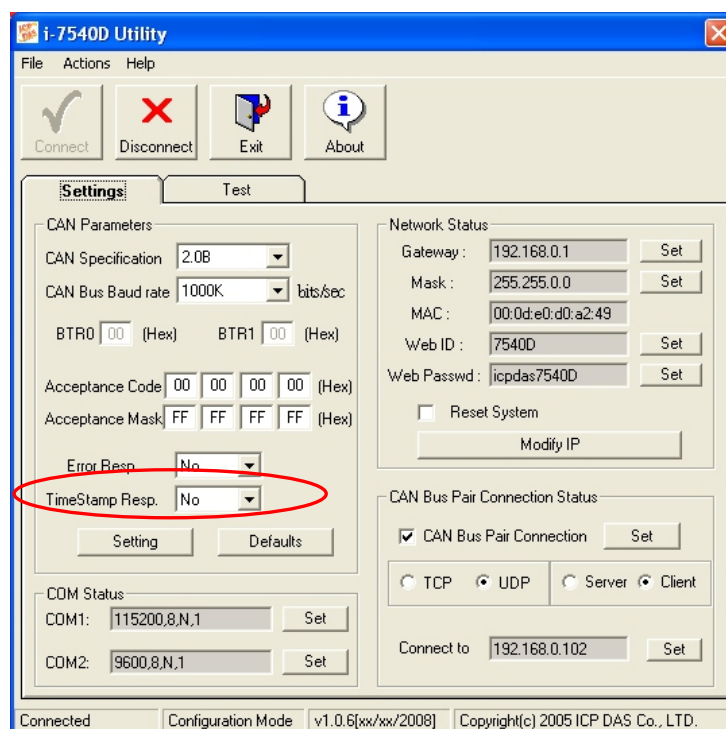 i-7540D Utility
File Actions Help
Connect Disconnect Exit About
Settings Test
CAN Parameters
CAN Specification 2.0B
CAN Bus Baud rate 1000K bits/sec
BTR0 00 (Hex) BTR1 00 (Hex)
Acceptance Code 00 00 00 00 (Hex)
Acceptance Mask FF FF FF FF (Hex)
Error Resp. No
TimeStamp Resp. No
Setting Defaults
COM Status
COM1: 115200,8,N,1 Set
COM2: 9600,8,N,1 Set
Network Status
Gateway : 192.168.0.1 Set
Mask : 255.255.0.0 Set
MAC : 00:0d:e0:d0:a2:49
Web ID : 7540D Set
Web Passwd : icpdas7540D Set
Reset System
Modify IP
CAN Bus Pair Connection Status
CAN Bus Pair Connection Set
TCP UDP Server Client
Connect to 192.168.0.102 Set
Connected Configuration Mode v1.0.6[xx/xx/2008] Copyright(c) 2005 ICP DAS Co., LTD.